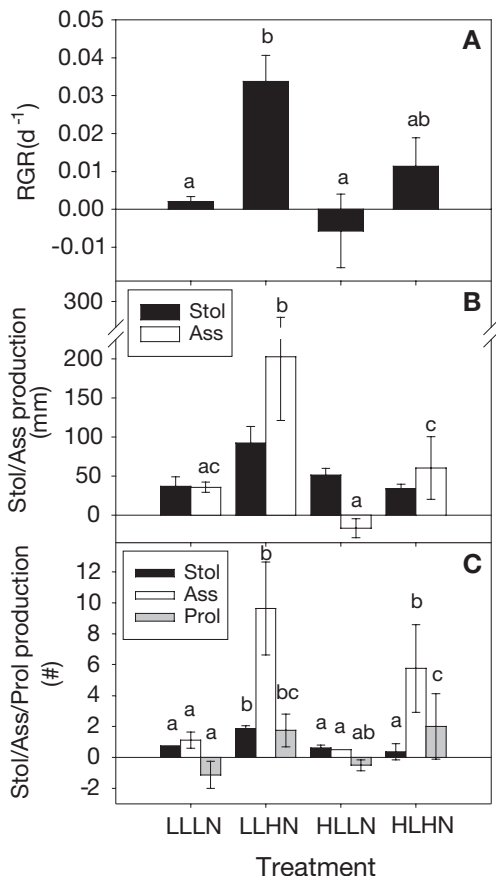 A
0.05
0.04
0.03
0.02
0.01
0.00
-0.01
RGR(d⁻¹)
a
b
a
ab
B
300
200
150
100
50
0
Stol/Ass production
(mm)
Stol
Ass
ac
b
a
c
C
12
10
8
6
4
2
0
-2
Stol/Ass/Prol production
(#)
Stol
Ass
Prol
a a a
b b bc
a a ab
a b c
LLLN LLHN HLLN HLHN
Treatment